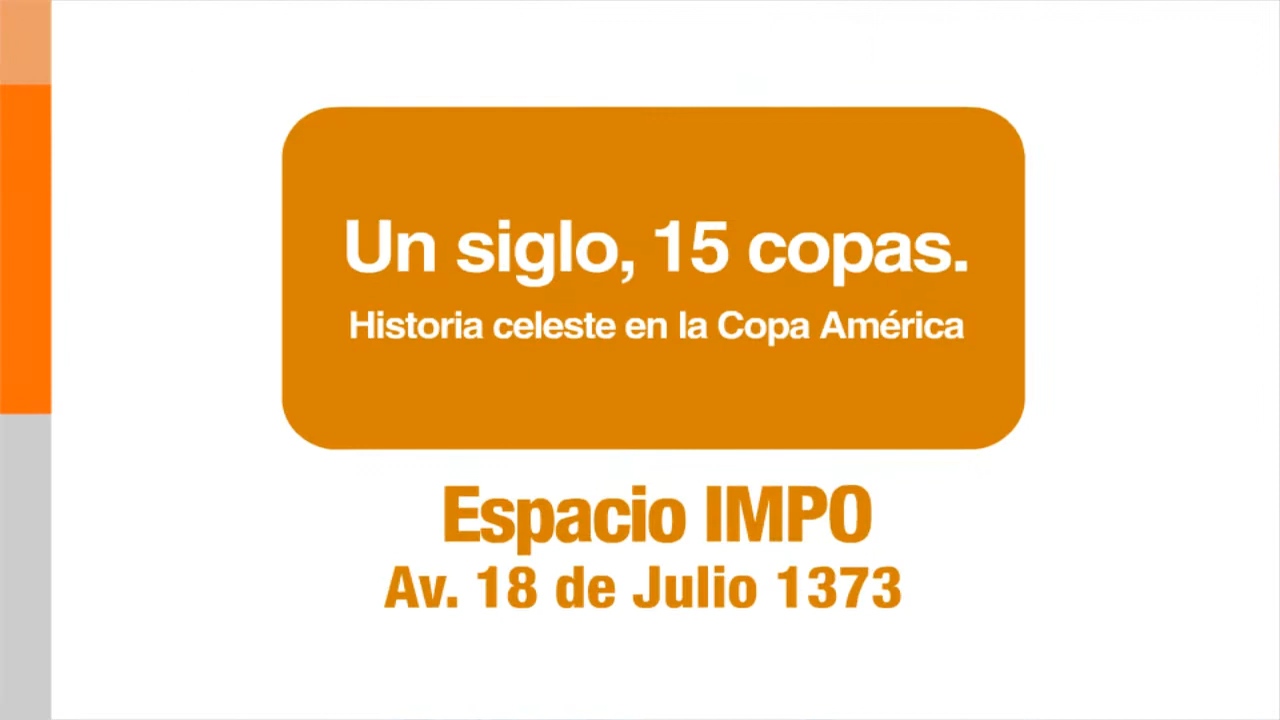 Un siglo, 15 copas.
Historia celeste en la Copa América
Espacio IMPO
Av. 18 de Julio 1373